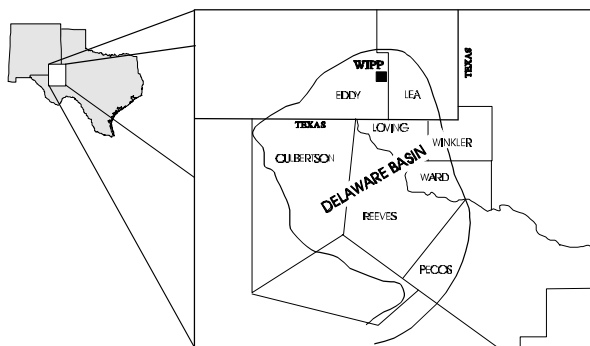 WIPP
TEXAS
EDDY
LEA
TEXAS
LOVING
WINKLER
CULBERTSON
WARD
DELAWARE BASIN
REEVES
PECOS